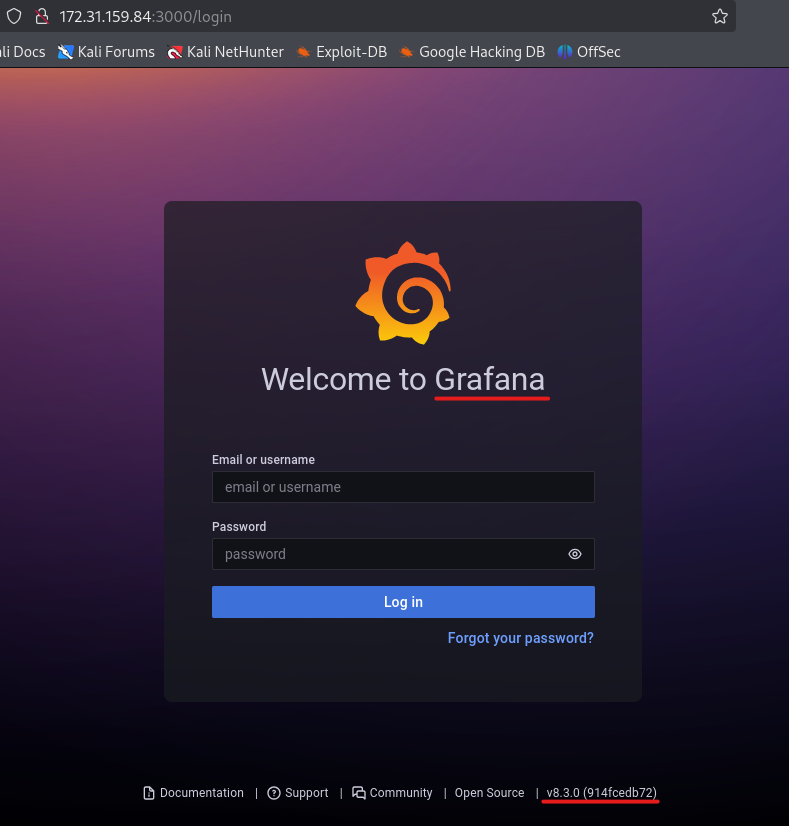 172.31.159.84:3000/login
ali Docs Kali Forums Kali NetHunter Exploit-DB Google Hacking DB OffSec
Welcome to Grafana
Email or username
email or username
Password
password
Log in
Forgot your password?
Documentation | Support | Community | Open Source | v8.3.0 (914fcedb72)